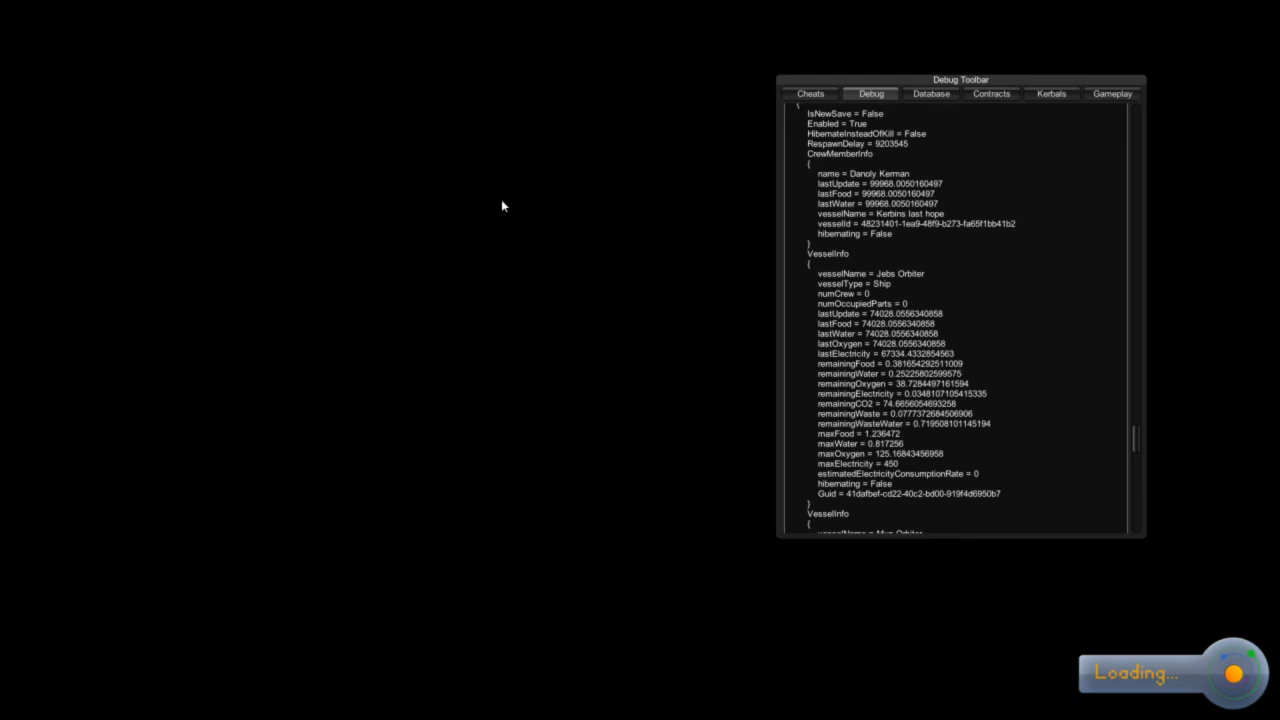 Debug Toolbar
Cheats Debug Database Contracts Kerbals Gameplay
{
IsNewSave = False
Enabled = True
HibernateInsteadOfKill = False
RespawnDelay = 9203545
CrewMemberInfo
{
name = Danoly Kerman
lastUpdate = 99968.0050160497
lastFood = 99968.0050160497
lastWater = 99968.0050160497
vesselName = Kerbins last hope
vesselId = 48231401-1ea9-48f9-b273-fa65f1bb41b2
hibernating = False
}
VesselInfo
{
vesselName = Jebs Orbiter
vesselType = Ship
numCrew = 0
numOccupiedParts = 0
lastUpdate = 74028.0556340858
lastFood = 74028.0556340858
lastWater = 74028.0556340858
lastOxygen = 74028.0556340858
lastElectricity = 67334.4332854563
remainingFood = 0.381654292511009
remainingWater = 0.25225802599575
remainingOxygen = 38.7284497161594
remainingElectricity = 0.0348107105415335
remainingCO2 = 74.6656054693258
remainingWaste = 0.0777372684506906
remainingWasteWater = 0.719508101145194
maxFood = 1.236472
maxWater = 0.817256
maxOxygen = 125.16843456958
maxElectricity = 450
estimatedElectricityConsumptionRate = 0
hibernating = False
Guid = 41dafbef-cd22-40c2-bd00-919f4d6950b7
}
VesselInfo
{
vesselName = Mun Orbiter
Loading...